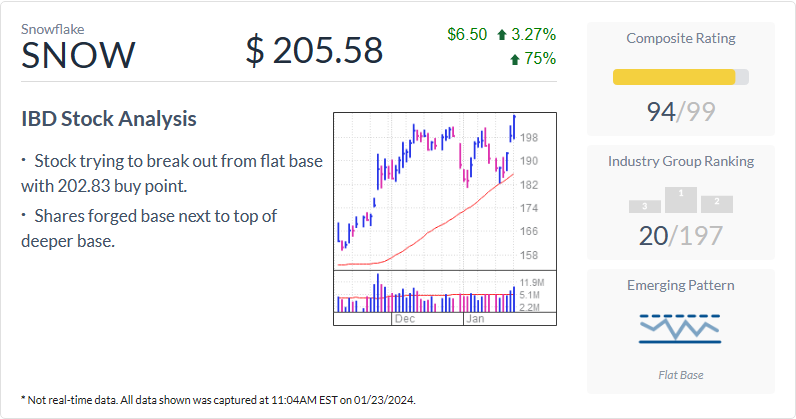 Snowflake
SNOW
$ 205.58
$6.50 3.27%
75%
IBD Stock Analysis
· Stock trying to break out from flat base
with 202.83 buy point.
· Shares forged base next to top of
deeper base.
198
190
182
174
166
158
11.9M
5.1M
2.2M
Dec
Jan
Composite Rating
94/99
Industry Group Ranking
3
1
2
20/197
Emerging Pattern
Flat Base
* Not real-time data. All data shown was captured at 11:04AM EST on 01/23/2024.